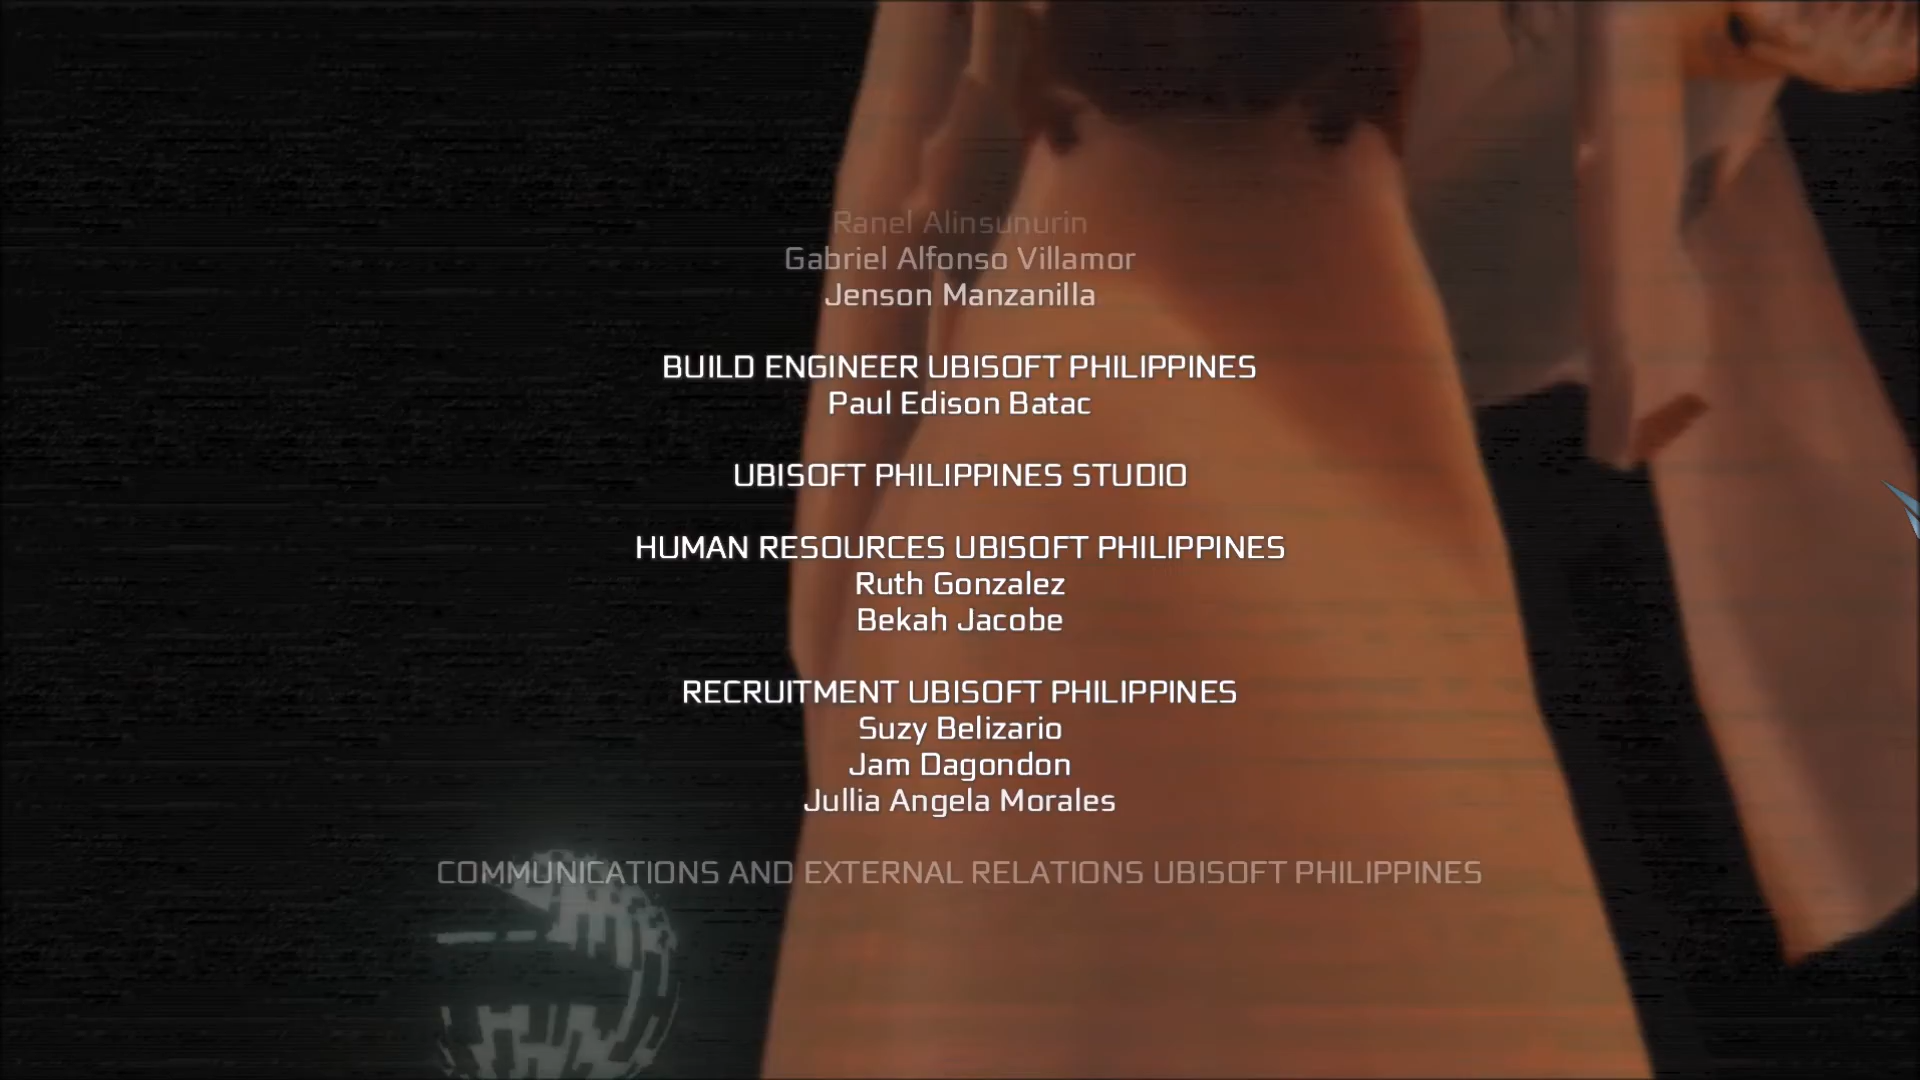 Ranel Alinsunurin
Gabriel Alfonso Villamor
Jenson Manzanilla
BUILD ENGINEER UBISOFT PHILIPPINES
Paul Edison Batac
UBISOFT PHILIPPINES STUDIO
HUMAN RESOURCES UBISOFT PHILIPPINES
Ruth Gonzalez
Bekah Jacobe
RECRUITMENT UBISOFT PHILIPPINES
Suzy Belizario
Jam Dagondon
Jullia Angela Morales
COMMUNICATIONS AND EXTERNAL RELATIONS UBISOFT PHILIPPINES